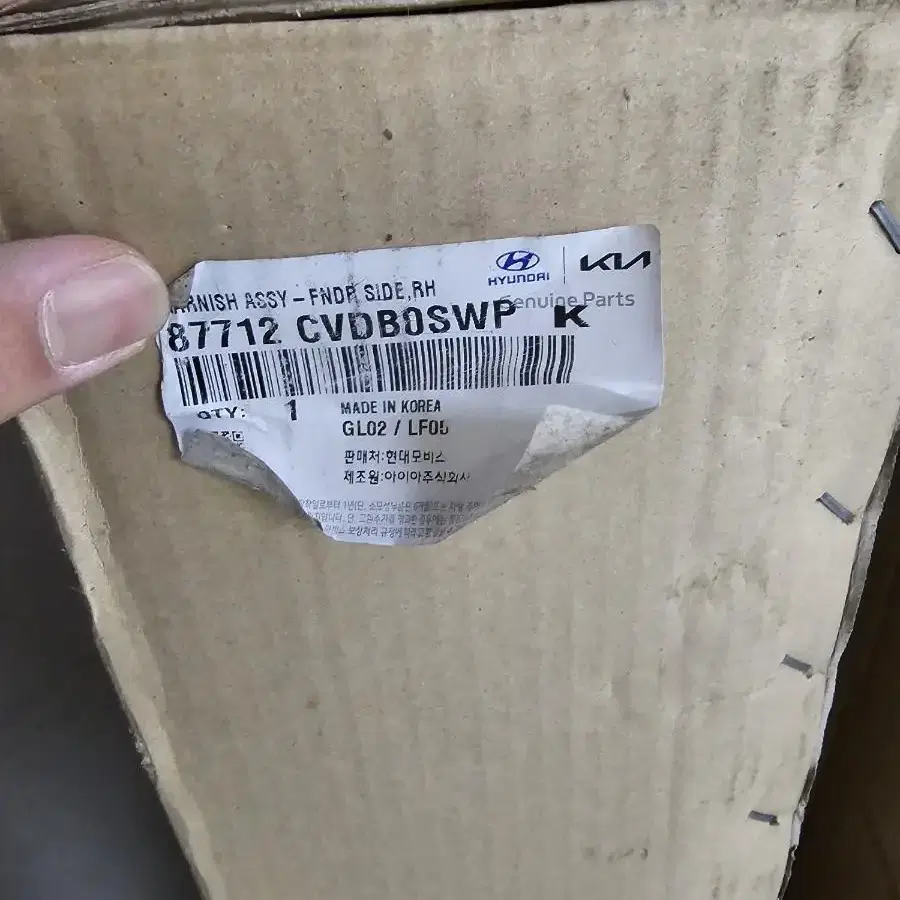 HYUNDAI KIA
Genuine Parts
ARNISH ASSY - FNDR SIDE,RH
87712 CVDB0SWP K
QTY: 1 MADE IN KOREA
GL02 / LF05
판매처:현대모비스
제조원:아이아주식회사